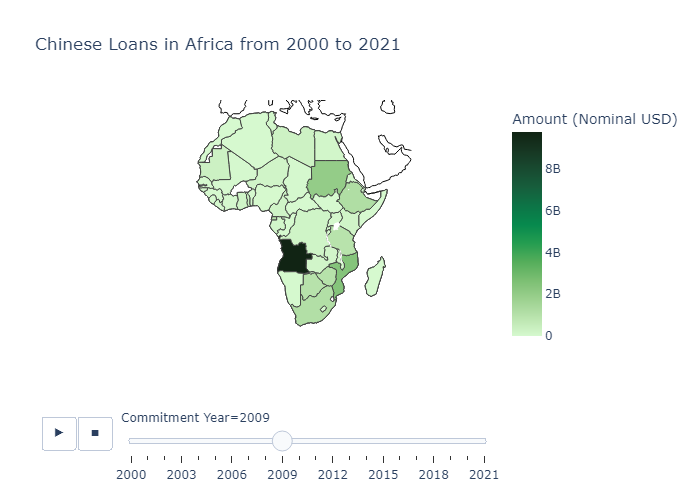 Chinese Loans in Africa from 2000 to 2021
Amount (Nominal USD)
8B
6B
4B
2B
0
Commitment Year=2009
2000 2003 2006 2009 2012 2015 2018 2021